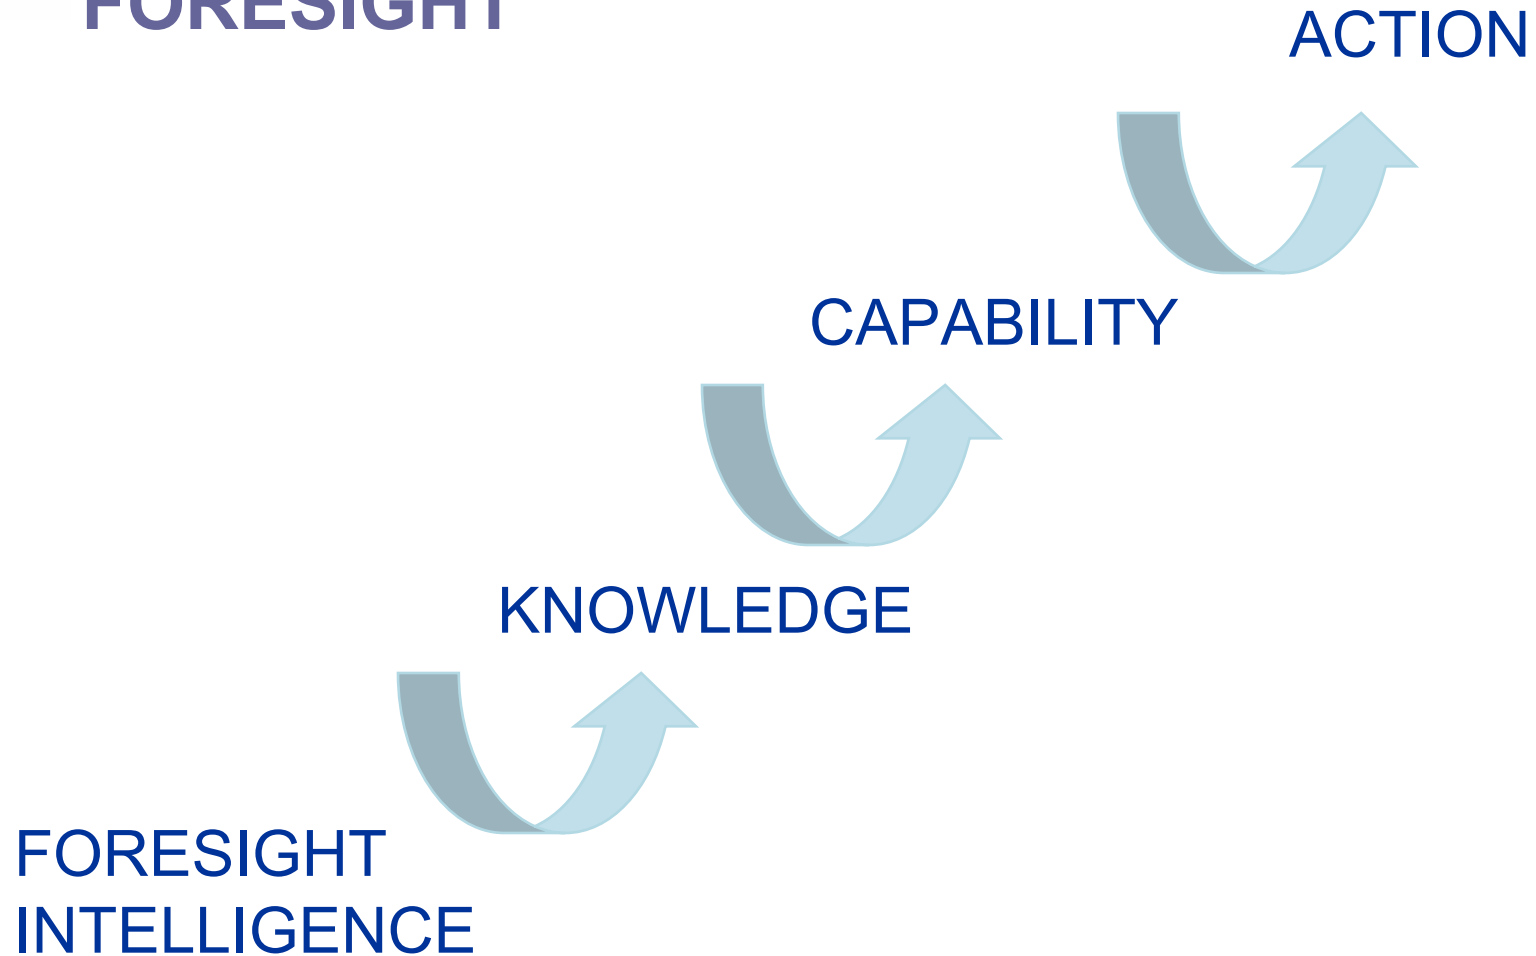 FORESIGHT
ACTION
CAPABILITY
KNOWLEDGE
FORESIGHT
INTELLIGENCE